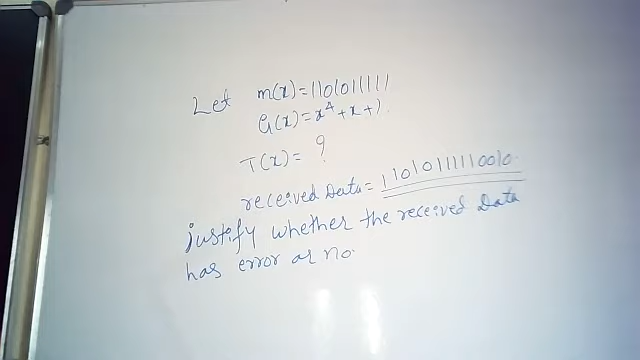 Let m(x)=1101011111
G(x)=x⁴+x+1.
T(x)= ?
received Data=11010111110010.
justify whether the received Data
has error or no.